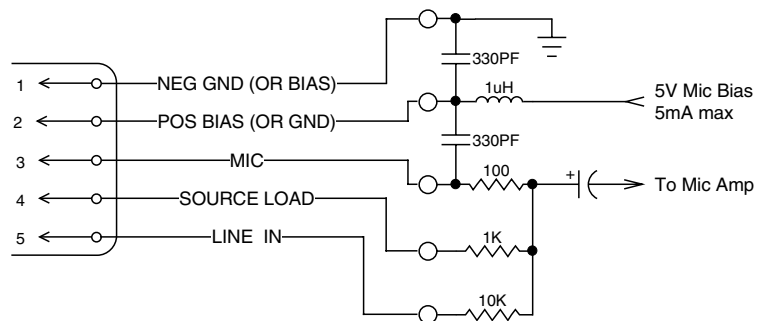 330PF
1 NEG GND (OR BIAS)
1uH
5V Mic Bias
5mA max
2 POS BIAS (OR GND)
330PF
3 MIC
100
+
To Mic Amp
4 SOURCE LOAD
1K
5 LINE IN
10K